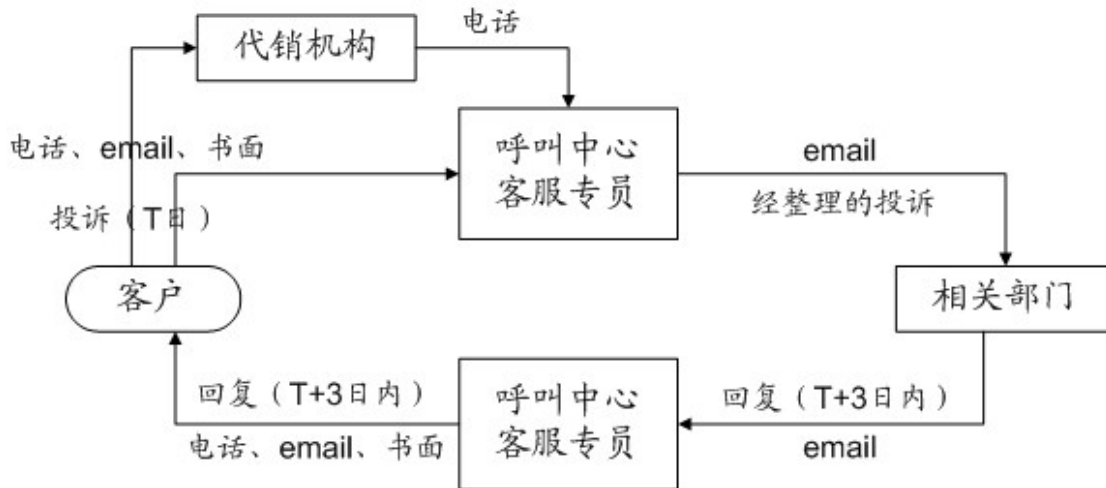 代销机构
电话
电话、email、书面
呼叫中心
客服专员
email
经整理的投诉
投诉（T日）
客户
相关部门
回复（T+3日内）
电话、email、书面
呼叫中心
客服专员
回复（T+3日内）
email